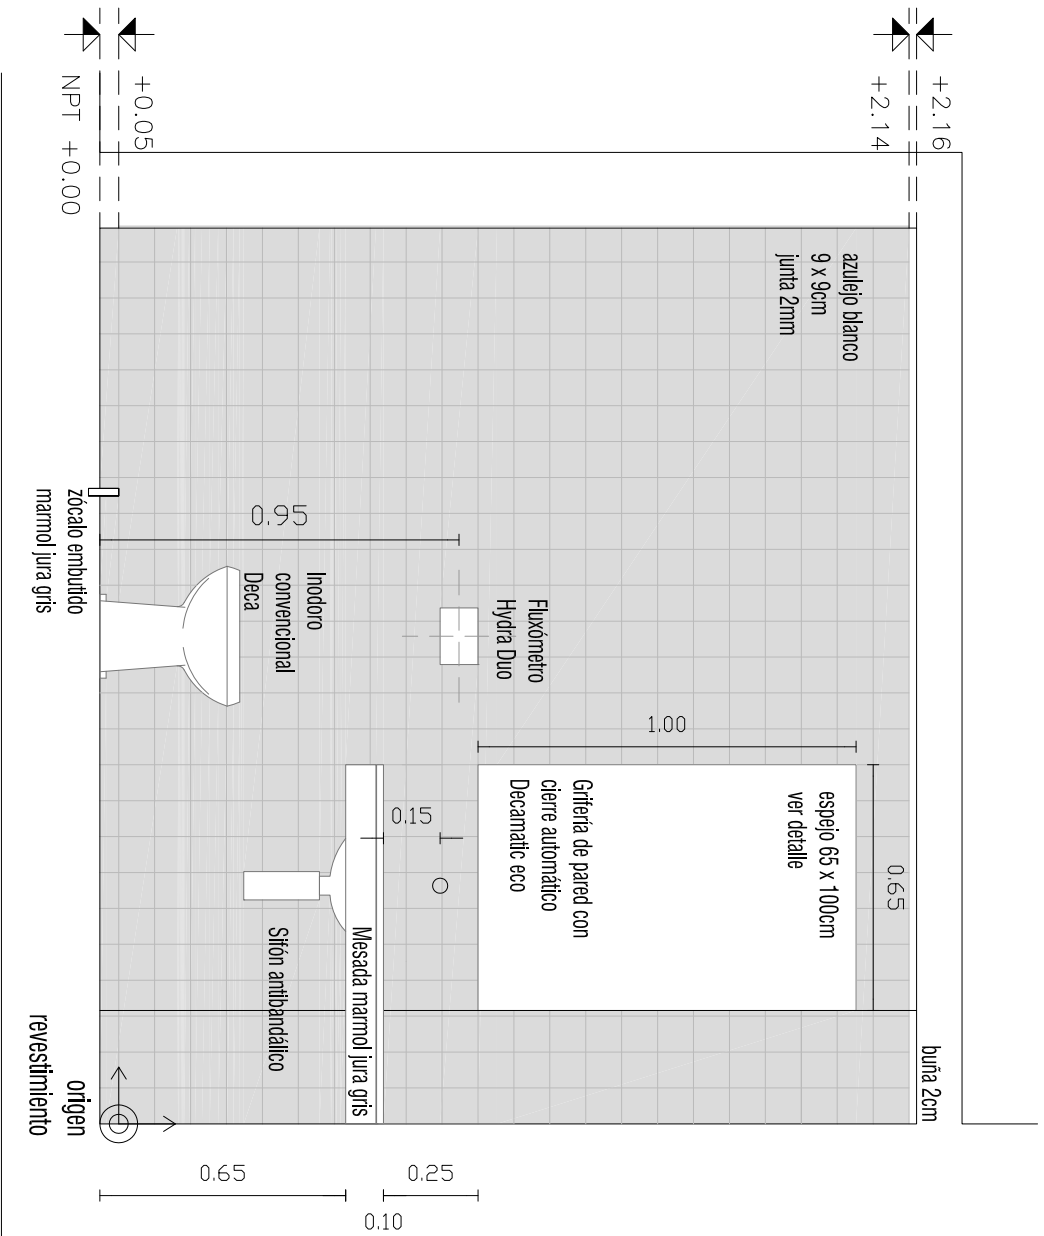 +2.16
+2.14
+0.05
NPT +0.00
azulejo blanco
9 x 9cm
junta 2mm
zócalo embutido
marmol jura gris
0.95
Inodoro
convencional
Deca
Fluxómetro
Hydra Duo
1.00
0.65
espejo 65 x 100cm
ver detalle
Grifería de pared con
cierre automático
Decamatic eco
0.15
Mesada marmol jura gris
Sifón antibandálico
buña 2cm
origen
revestimiento
0.65
0.10
0.25